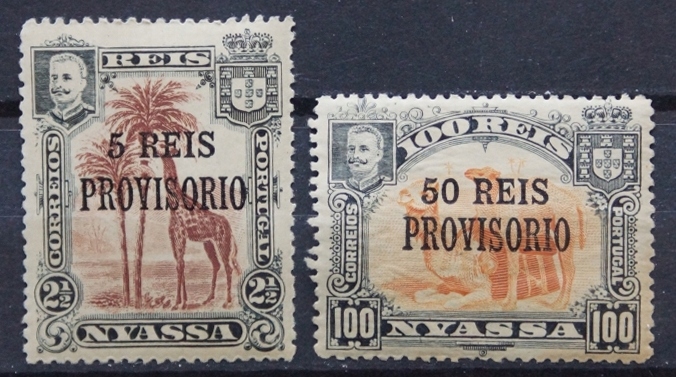 REIS
CORREIOS
PORTUGAL
5 REIS
PROVISORIO
2½ 2½
NYASSA
100 REIS
CORREOS
PORTUGAL
50 REIS
PROVISORIO
100 100
NYASSA